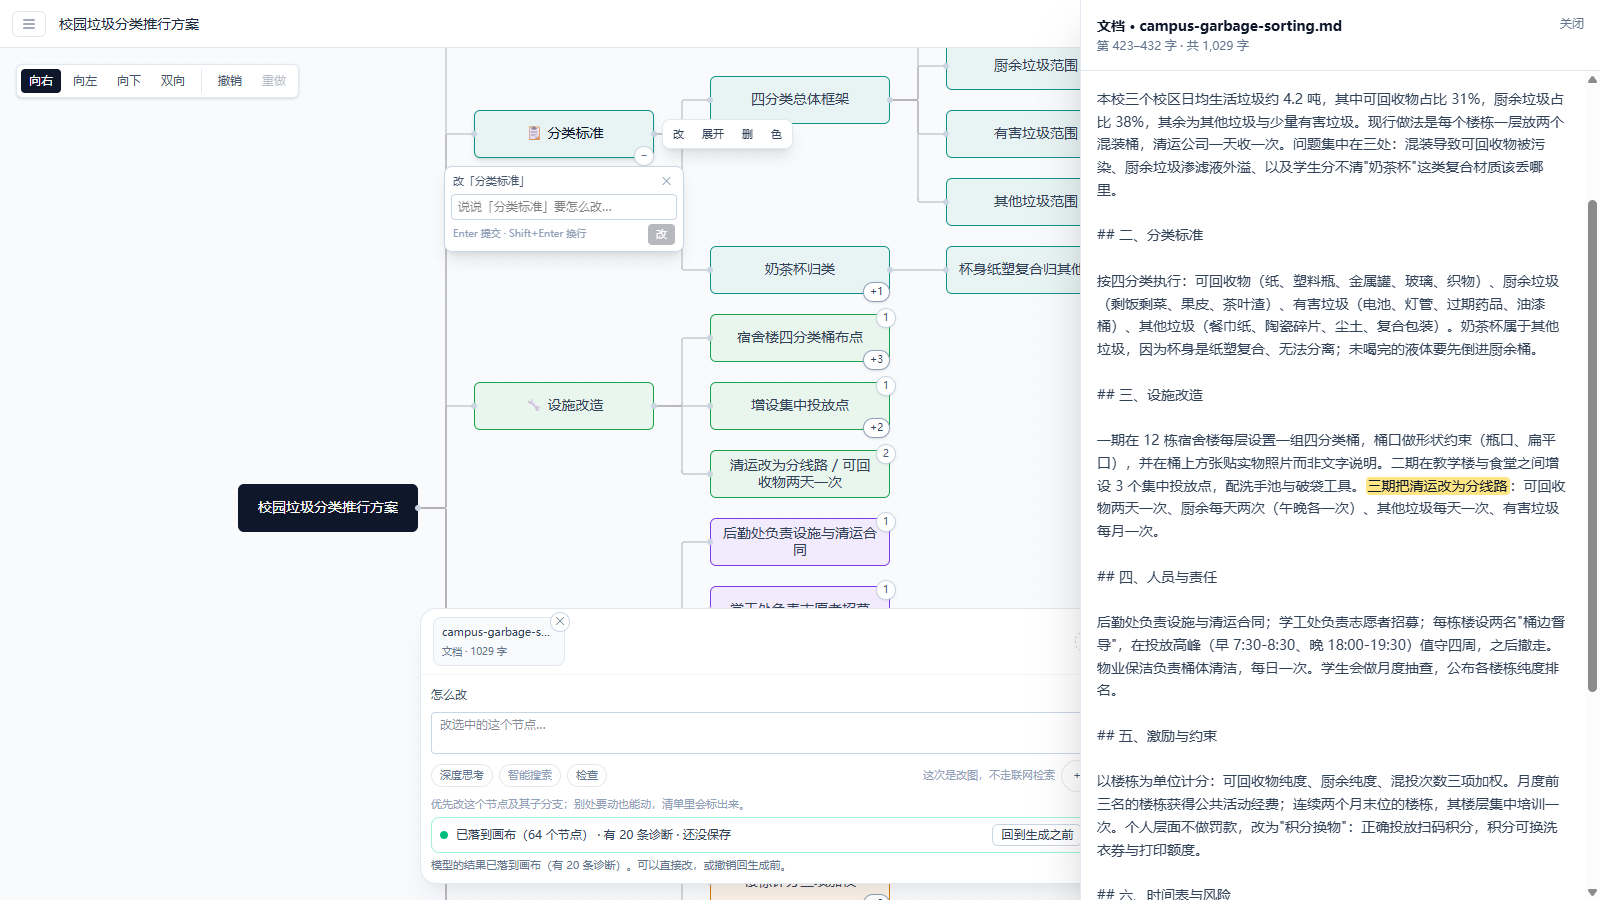 校园垃圾分类推行方案
向右 向左 向下 双向 撤销 重做
分类标准
−
改 展开 删 色
改「分类标准」
说说「分类标准」要怎么改...
Enter 提交 · Shift+Enter 换行
改
四分类总体框架
厨余垃圾范围
有害垃圾范围
其他垃圾范围
奶茶杯归类
+1
杯身纸塑复合归其他
设施改造
宿舍楼四分类桶布点
1
+3
增设集中投放点
1
+2
清运改为分线路 / 可回
收物两天一次
2
校园垃圾分类推行方案
后勤处负责设施与清运合
同
1
学工处负责志愿者招募
1
campus-garbage-s...
文档 · 1029 字
怎么改
改选中的这个节点...
深度思考 智能搜索 检查
这次是改图，不走联网检索
+
优先改这个节点及其子分支；别处要动也能动，清单里会标出来。
已落到画布（64 个节点） · 有 20 条诊断 · 还没保存
回到生成之前
模型的结果已落到画布（有 20 条诊断）。可以直接改，或撤销回生成前。
文档 • campus-garbage-sorting.md
关闭
第 423–432 字 · 共 1,029 字
本校三个校区日均生活垃圾约 4.2 吨，其中可回收物占比 31%，厨余垃圾占
比 38%，其余为其他垃圾与少量有害垃圾。现行做法是每个楼栋一层放两个
混装桶，清运公司一天收一次。问题集中在三处：混装导致可回收物被污
染、厨余垃圾渗滤液外溢、以及学生分不清"奶茶杯"这类复合材质该丢哪
里。
## 二、分类标准
按四分类执行：可回收物（纸、塑料瓶、金属罐、玻璃、织物）、厨余垃圾
（剩饭剩菜、果皮、茶叶渣）、有害垃圾（电池、灯管、过期药品、油漆
桶）、其他垃圾（餐巾纸、陶瓷碎片、尘土、复合包装）。奶茶杯属于其他
垃圾，因为杯身是纸塑复合、无法分离；未喝完的液体要先倒进厨余桶。
## 三、设施改造
一期在 12 栋宿舍楼每层设置一组四分类桶，桶口做形状约束（瓶口、扁平
口），并在桶上方张贴实物照片而非文字说明。二期在教学楼与食堂之间增
设 3 个集中投放点，配洗手池与破袋工具。三期把清运改为分线路：可回收
物两天一次、厨余每天两次（午晚各一次）、其他垃圾每天一次、有害垃圾
每月一次。
## 四、人员与责任
后勤处负责设施与清运合同；学工处负责志愿者招募；每栋楼设两名"桶边督
导"，在投放高峰（早 7:30-8:30、晚 18:00-19:30）值守四周，之后撤走。
物业保洁负责桶体清洁，每日一次。学生会做月度抽查，公布各楼栋纯度排
名。
## 五、激励与约束
以楼栋为单位计分：可回收物纯度、厨余纯度、混投次数三项加权。月度前
三名的楼栋获得公共活动经费；连续两个月末位的楼栋，其楼层集中培训一
次。个人层面不做罚款，改为"积分换物"：正确投放扫码积分，积分可换洗
衣券与打印额度。
## 六、时间表与风险